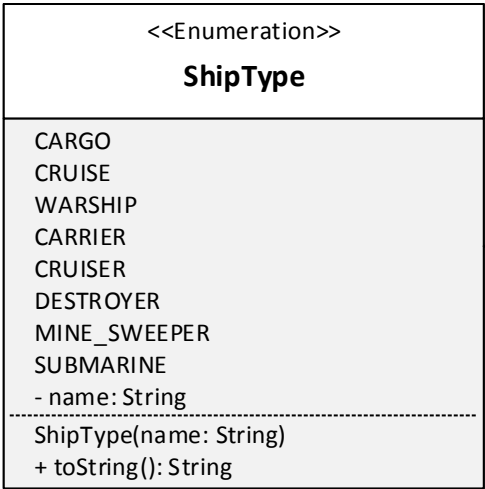 <<Enumeration>>
ShipType
CARGO
CRUISE
WARSHIP
CARRIER
CRUISER
DESTROYER
MINE_SWEEPER
SUBMARINE
- name: String
ShipType(name: String)
+ toString(): String